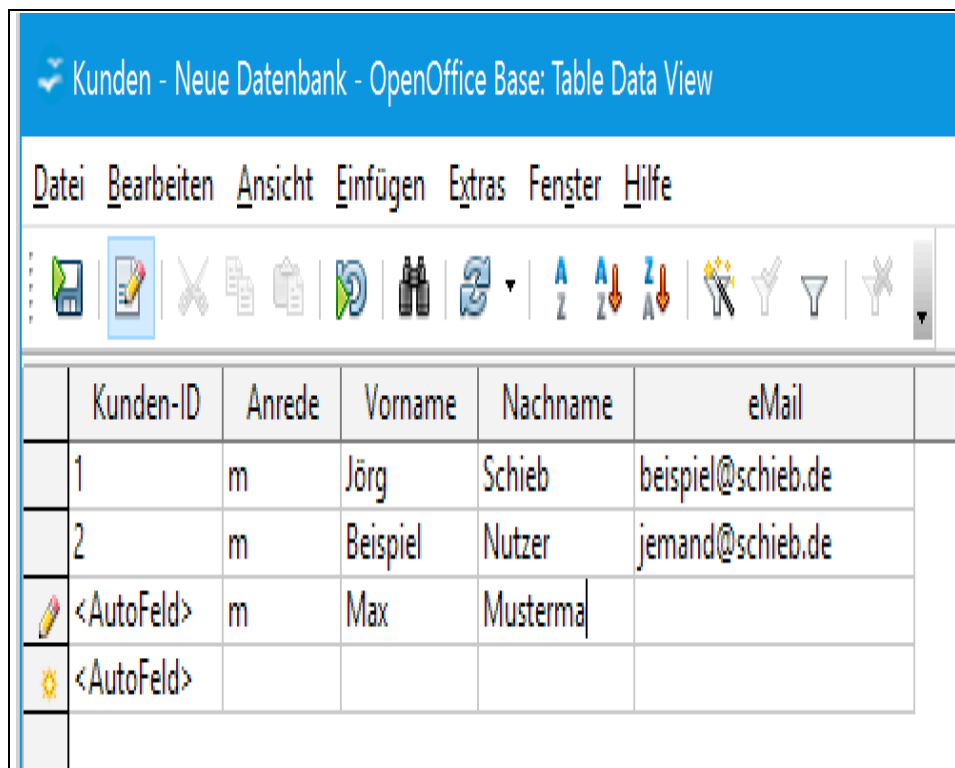 Kunden - Neue Datenbank - OpenOffice Base: Table Data View
Datei Bearbeiten Ansicht Einfügen Extras Fenster Hilfe
A Z A Z Z A
Kunden-ID Anrede Vorname Nachname eMail
1 m Jörg Schieb beispiel@schieb.de
2 m Beispiel Nutzer jemand@schieb.de
<AutoFeld> m Max Musterma
<AutoFeld>